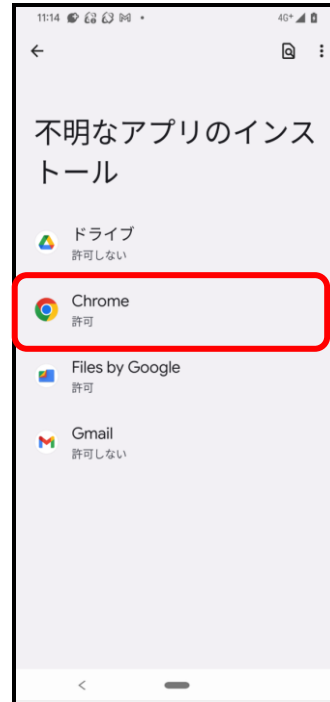 11:14
4G+
不明なアプリのインス
トール
ドライブ
許可しない
Chrome
許可
Files by Google
許可
Gmail
許可しない